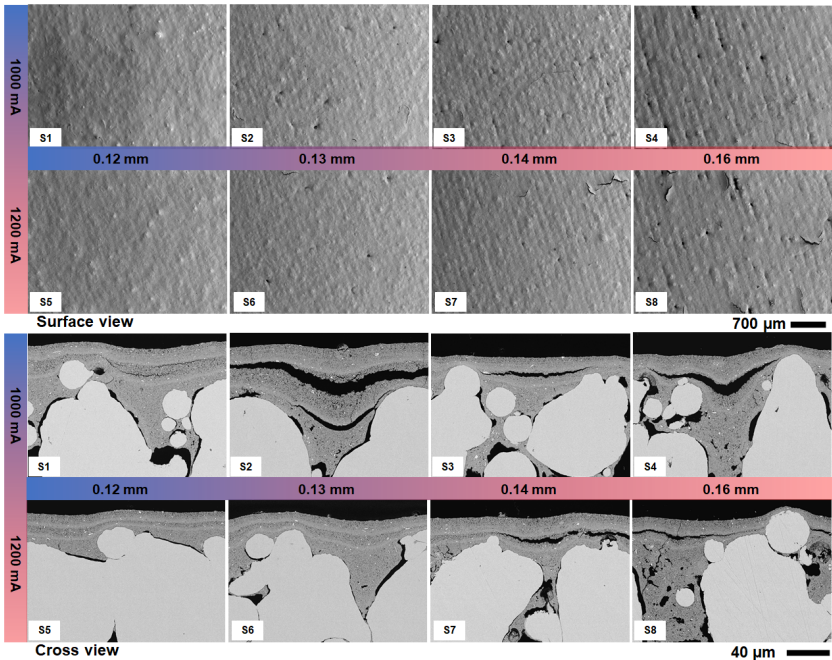 1000 mA
S1
S2
S3
S4
0.12 mm
0.13 mm
0.14 mm
0.16 mm
1200 mA
S5
S6
S7
S8
Surface view
700 µm
1000 mA
S1
S2
S3
S4
0.12 mm
0.13 mm
0.14 mm
0.16 mm
1200 mA
S5
S6
S7
S8
Cross view
40 µm